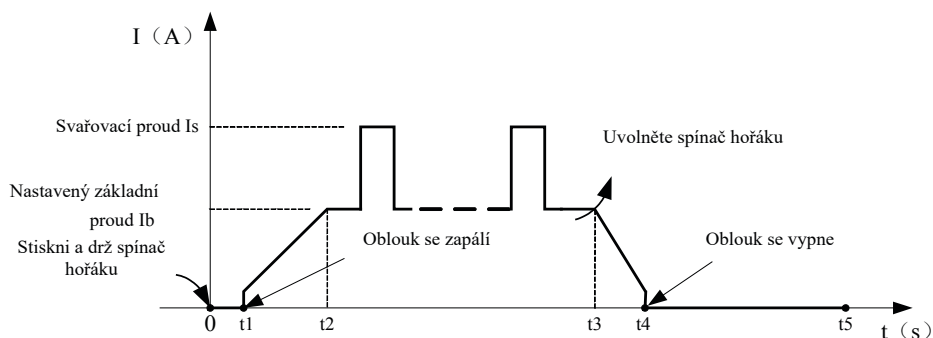 I（A）
Svařovací proud Is
Uvolněte spínač hořáku
Nastavený základní
proud Ib
Stiskni a drž spínač
hořáku
Oblouk se zapálí
Oblouk se vypne
0
t1
t2
t3
t4
t5
t（s）